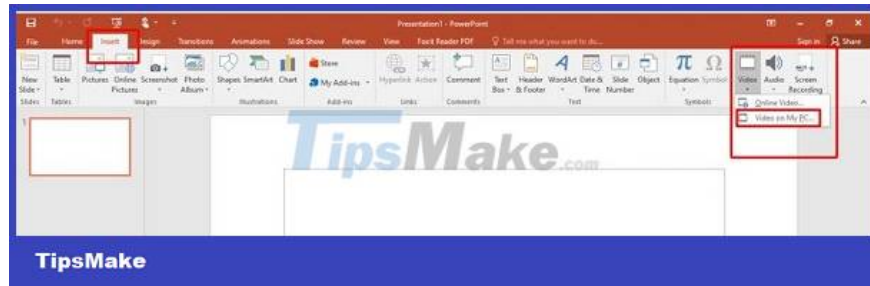 Presentation1 - PowerPoint
File Home Insert Design Transitions Animations Slide Show Review View Foxit Reader PDF Tell me what you want to do... Sign in Share
New Slide Table Pictures Online Pictures Screenshot Photo Album Shapes SmartArt Chart Store My Add-ins Hyperlink Action Comment Text Box Header & Footer WordArt Date & Time Slide Number Object Equation Symbol Video Audio Screen Recording
Slides Tables Images Illustrations Add-ins Links Comments Text Symbols
Online Video...
Video on My PC...
1
TipsMake.com
TipsMake